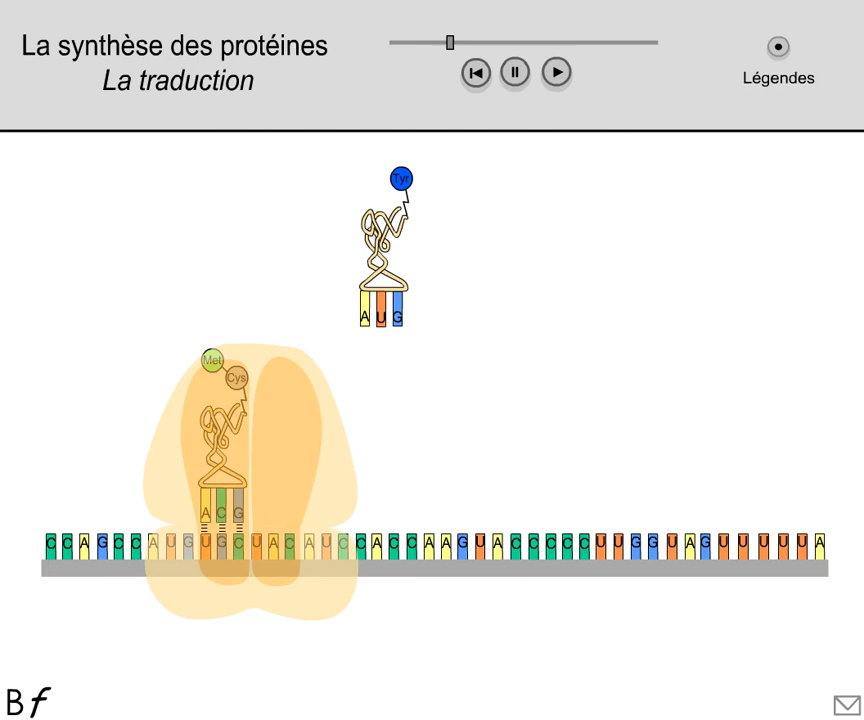 La synthèse des protéines
La traduction
Légendes
Tyr
A U G
Met
Cys
A C G
C C A G C C A U G U G C U A C A U C C A C C A A G U A C C C C C U U G G U A G U U U U U A
Bf